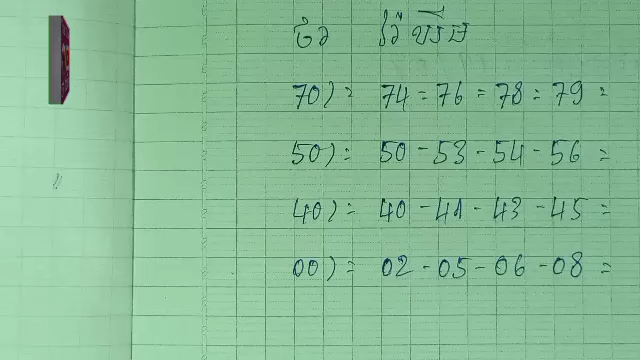 70) = 74 = 76 = 78 = 79 =
50) = 50 - 53 - 54 - 56 =
40) = 40 - 41 - 43 - 45 =
00) = 02 - 05 - 06 - 08 =